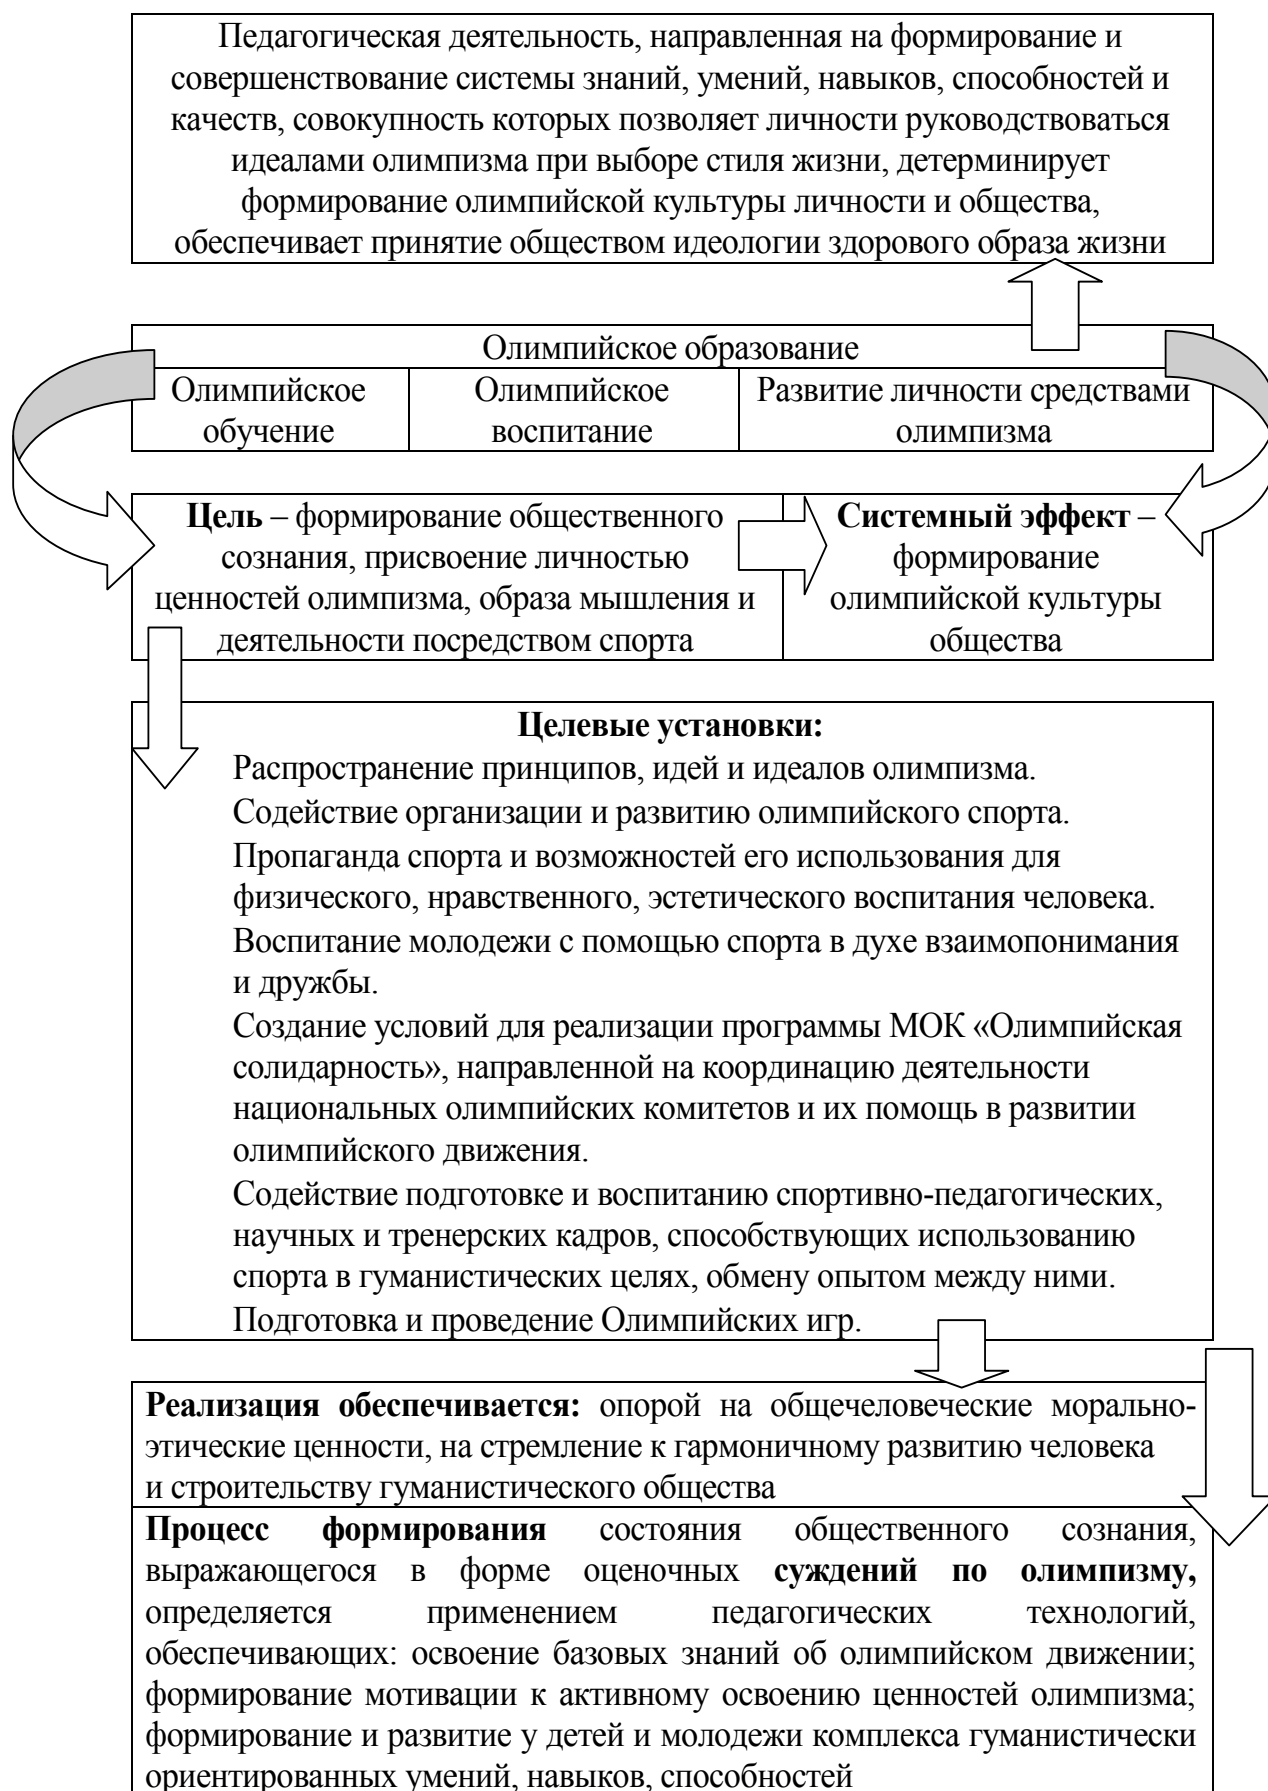 Педагогическая деятельность, направленная на формирование и
совершенствование системы знаний, умений, навыков, способностей и
качеств, совокупность которых позволяет личности руководствоваться
идеалами олимпизма при выборе стиля жизни, детерминирует
формирование олимпийской культуры личности и общества,
обеспечивает принятие обществом идеологии здорового образа жизни
Олимпийское образование
Олимпийское
обучение
Олимпийское
воспитание
Развитие личности средствами
олимпизма
Цель – формирование общественного
сознания, присвоение личностью
ценностей олимпизма, образа мышления и
деятельности посредством спорта
Системный эффект –
формирование
олимпийской культуры
общества
Целевые установки:
Распространение принципов, идей и идеалов олимпизма.
Содействие организации и развитию олимпийского спорта.
Пропаганда спорта и возможностей его использования для
физического, нравственного, эстетического воспитания человека.
Воспитание молодежи с помощью спорта в духе взаимопонимания
и дружбы.
Создание условий для реализации программы МОК «Олимпийская
солидарность», направленной на координацию деятельности
национальных олимпийских комитетов и их помощь в развитии
олимпийского движения.
Содействие подготовке и воспитанию спортивно-педагогических,
научных и тренерских кадров, способствующих использованию
спорта в гуманистических целях, обмену опытом между ними.
Подготовка и проведение Олимпийских игр.
Реализация обеспечивается: опорой на общечеловеческие морально-
этические ценности, на стремление к гармоничному развитию человека
и строительству гуманистического общества
Процесс формирования состояния общественного сознания,
выражающегося в форме оценочных суждений по олимпизму,
определяется применением педагогических технологий,
обеспечивающих: освоение базовых знаний об олимпийском движении;
формирование мотивации к активному освоению ценностей олимпизма;
формирование и развитие у детей и молодежи комплекса гуманистически
ориентированных умений, навыков, способностей